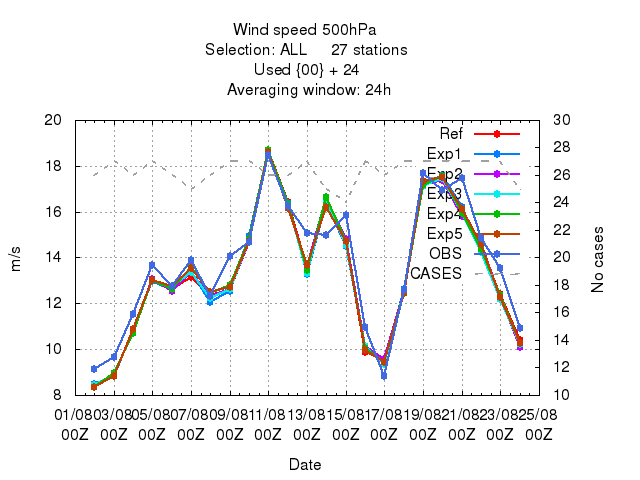 Wind speed 500hPa
Selection: ALL 27 stations
Used {00} + 24
Averaging window: 24h
20 30
18 28
16 26
14 24
12 22
10 20
8 18
16
14
12
10
m/s
No cases
Ref
Exp1
Exp2
Exp3
Exp4
Exp5
OBS
CASES
01/08 03/08 05/08 07/08 09/08 11/08 13/08 15/08 17/08 19/08 21/08 23/08 25/08
00Z 00Z 00Z 00Z 00Z 00Z 00Z 00Z 00Z 00Z 00Z 00Z 00Z
Date